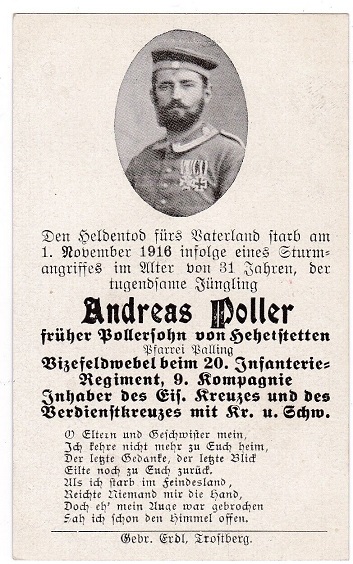 Den Heldentod fürs Vaterland starb am
1. November 1916 infolge eines Sturm-
angriffes im Alter von 31 Jahren, der
tugendsame Jüngling
Andreas Poller
früher Pollersohn von Hehetstetten
Pfarrei Palling
Vizefeldwebel beim 20. Infanterie-
Regiment, 9. Kompagnie
Inhaber des Eis. Kreuzes und des
Verdienstkreuzes mit Kr. u. Schw.
O Eltern und Geschwister mein,
Ich kehre nicht mehr zu Euch heim,
Der letzte Gedanke, der letzte Blick
Eilte noch zu Euch zurück.
Als ich starb im Feindesland,
Reichte Niemand mir die Hand,
Doch eh' mein Auge war gebrochen
Sah ich schon den Himmel offen.
Gebr. Erdl, Trostberg.